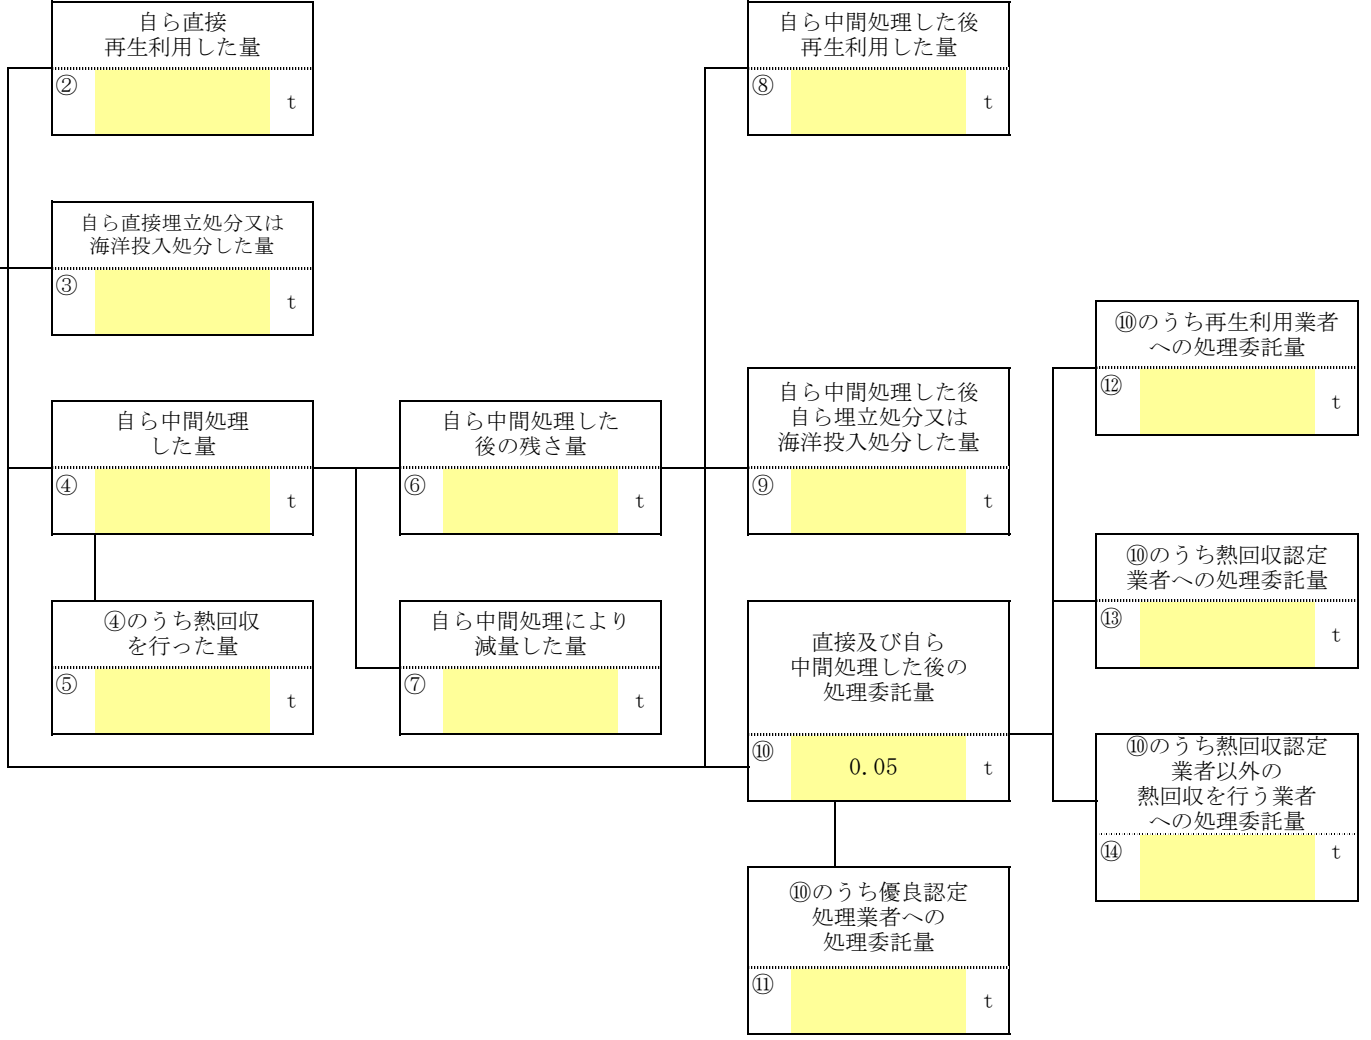 自ら直接
再生利用した量
②
t
自ら中間処理した後
再生利用した量
⑧
t
自ら直接埋立処分又は
海洋投入処分した量
③
t
⑩のうち再生利用業者
への処理委託量
⑫
t
自ら中間処理
した量
④
t
自ら中間処理した
後の残さ量
⑥
t
自ら中間処理した後
自ら埋立処分又は
海洋投入処分した量
⑨
t
⑩のうち熱回収認定
業者への処理委託量
⑬
t
④のうち熱回収
を行った量
⑤
t
自ら中間処理により
減量した量
⑦
t
直接及び自ら
中間処理した後の
処理委託量
⑩ 0.05 t
⑩のうち熱回収認定
業者以外の
熱回収を行う業者
への処理委託量
⑭
t
⑩のうち優良認定
処理業者への
処理委託量
⑪
t